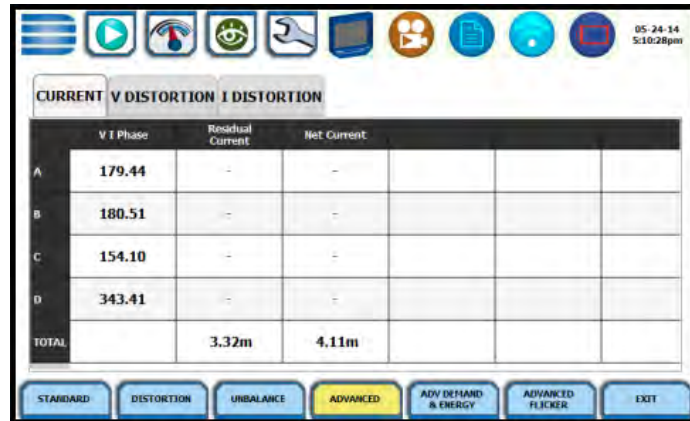 05-24-14
5:10:28pm
CURRENT V DISTORTION I DISTORTION
V I Phase Residual Current Net Current
A 179.44 - -
B 180.51 - -
C 154.10 - -
D 343.41 - -
TOTAL 3.32m 4.11m
STANDARD DISTORTION UNBALANCE ADVANCED ADV DEMAND & ENERGY ADVANCED FLICKER EXIT